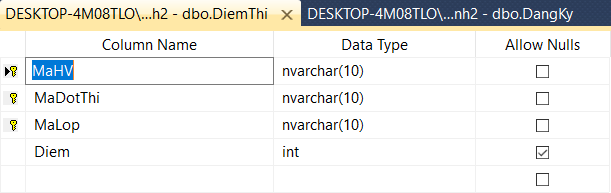 DESKTOP-4M08TLO\...h2 - dbo.DiemThi DESKTOP-4M08TLO\...nh2 - dbo.DangKy
Column Name Data Type Allow Nulls
MaHV nvarchar(10)
MaDotThi nvarchar(10)
MaLop nvarchar(10)
Diem int